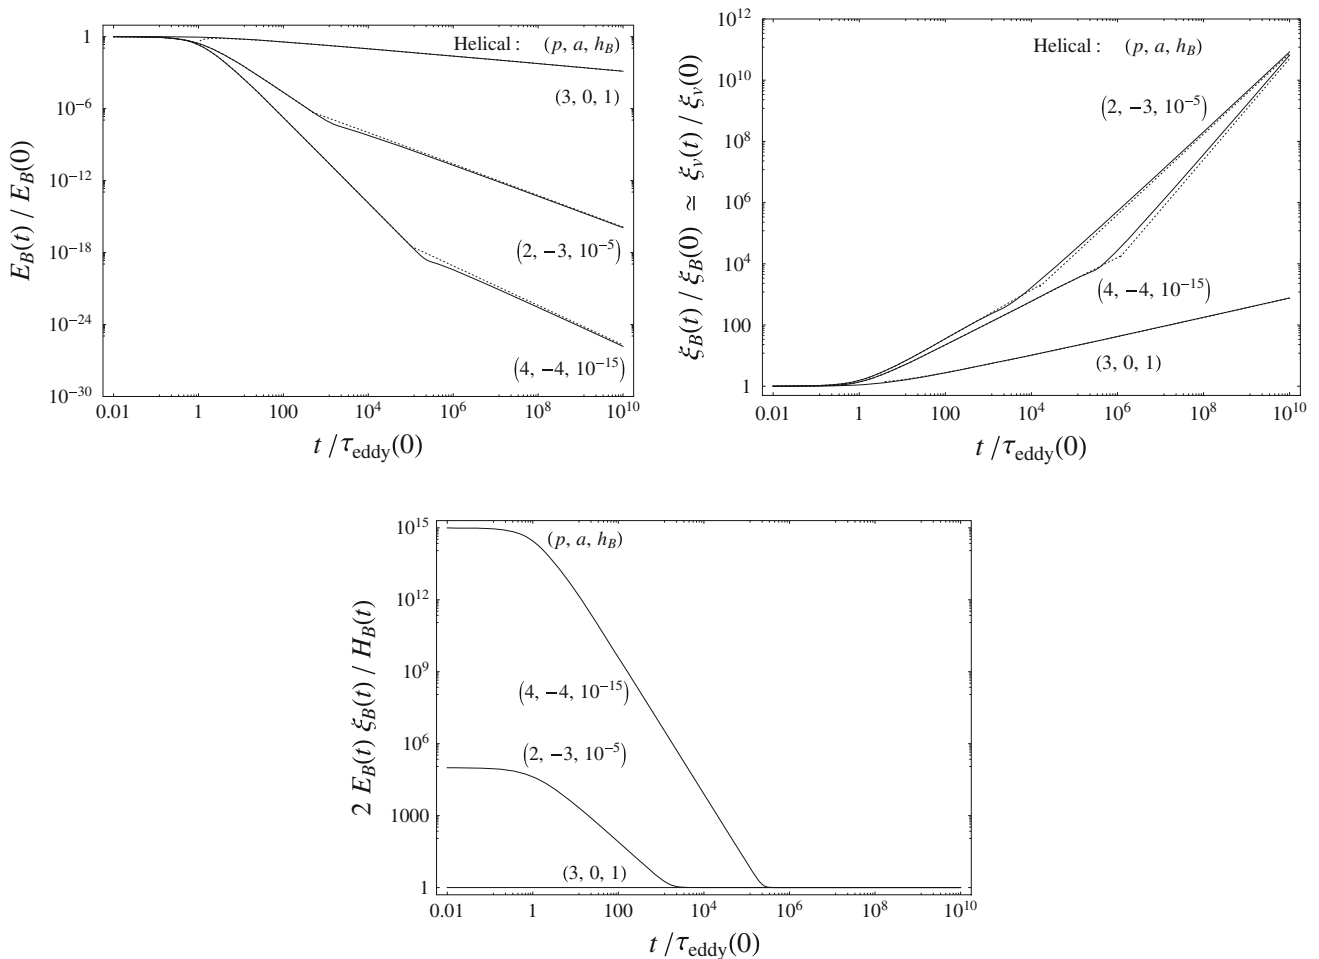 E_B(t) / E_B(0)
1
10^−6
10^−12
10^−18
10^−24
10^−30
Helical : (p, a, h_B)
(3, 0, 1)
(2, −3, 10^−5)
(4, −4, 10^−15)
0.01 1 100 10^4 10^6 10^8 10^10
t / τ_eddy(0)
ξ_B(t) / ξ_B(0) ≃ ξ_v(t) / ξ_v(0)
10^12
10^10
10^8
10^6
10^4
100
1
Helical : (p, a, h_B)
(2, −3, 10^−5)
(4, −4, 10^−15)
(3, 0, 1)
0.01 1 100 10^4 10^6 10^8 10^10
t / τ_eddy(0)
2 E_B(t) ξ_B(t) / H_B(t)
10^15
10^12
10^9
10^6
1000
1
(p, a, h_B)
(4, −4, 10^−15)
(2, −3, 10^−5)
(3, 0, 1)
0.01 1 100 10^4 10^6 10^8 10^10
t / τ_eddy(0)